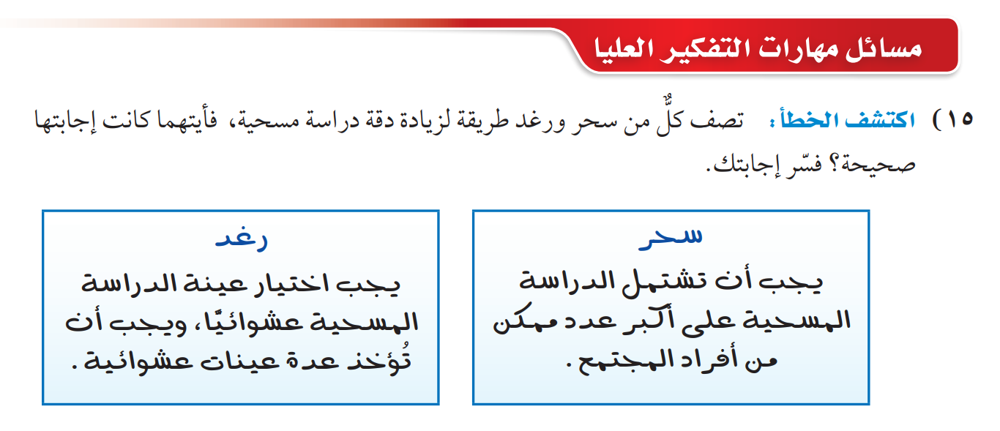 مسائل مهارات التفكير العليا
١٥) اكتشف الخطأ: تصف كلٌّ من سحر ورغد طريقة لزيادة دقة دراسة مسحية، فأيتهما كانت إجابتها
صحيحة؟ فسّر إجابتك.
سحر
يجب أن تشتمل الدراسة
المسحية على أكبر عدد ممكن
من أفراد المجتمع.
رغد
يجب اختيار عينة الدراسة
المسحية عشوائيًّا، ويجب أن
تُؤخذ عدة عينات عشوائية.